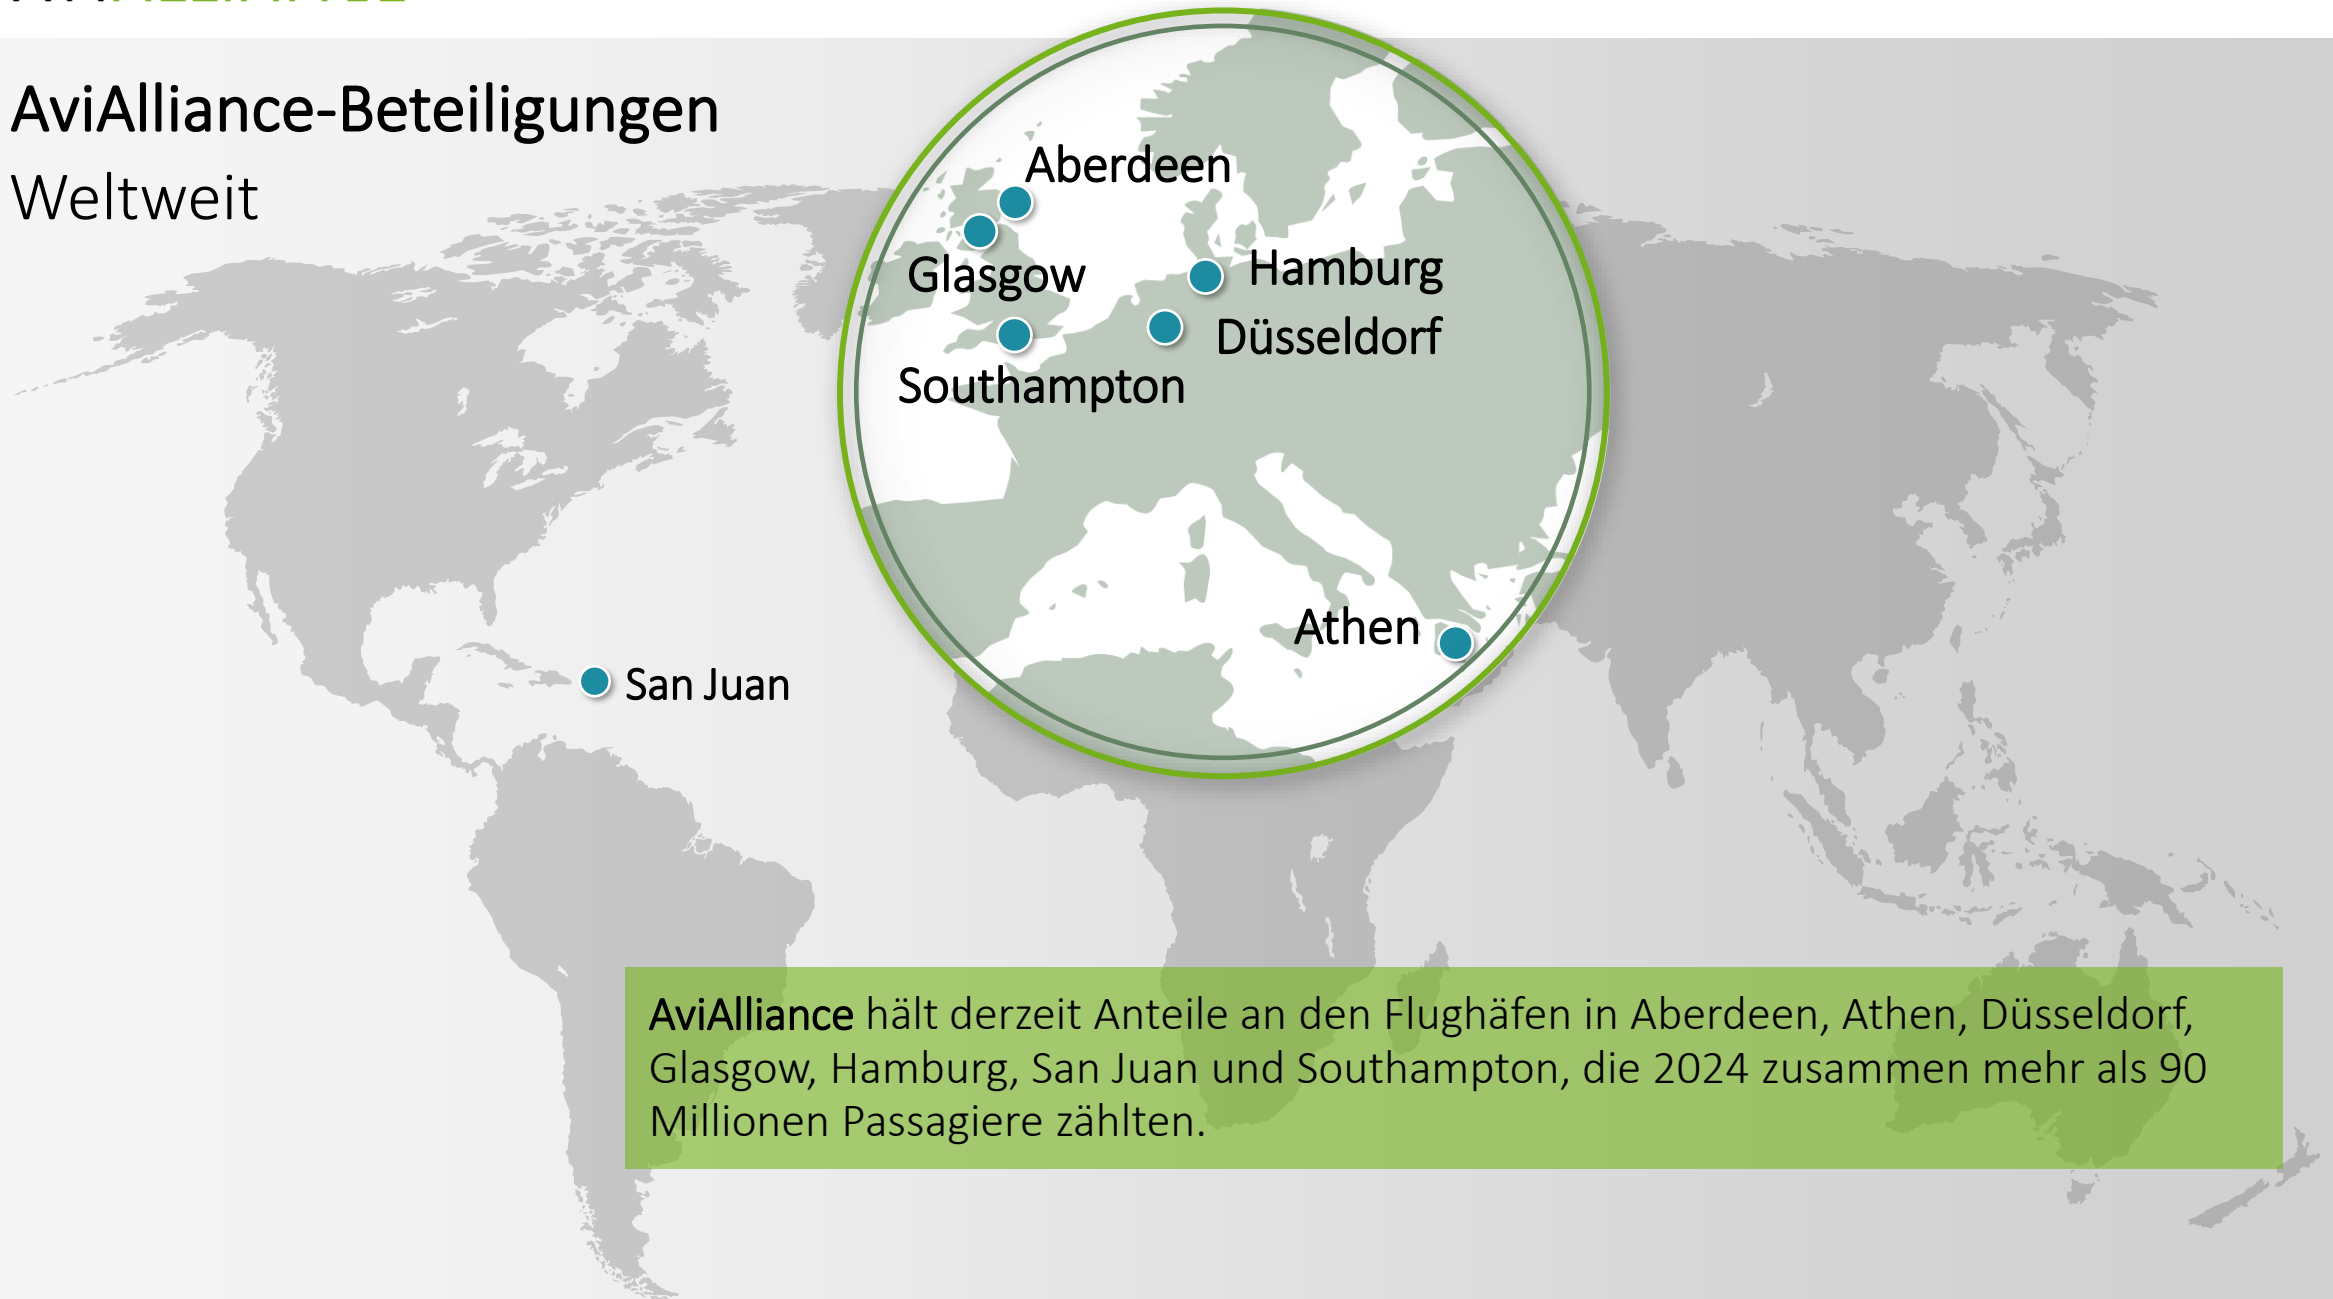 AviAlliance-Beteiligungen
Weltweit
Aberdeen
Glasgow
Hamburg
Düsseldorf
Southampton
Athen
San Juan
AviAlliance hält derzeit Anteile an den Flughäfen in Aberdeen, Athen, Düsseldorf,
Glasgow, Hamburg, San Juan und Southampton, die 2024 zusammen mehr als 90
Millionen Passagiere zählten.